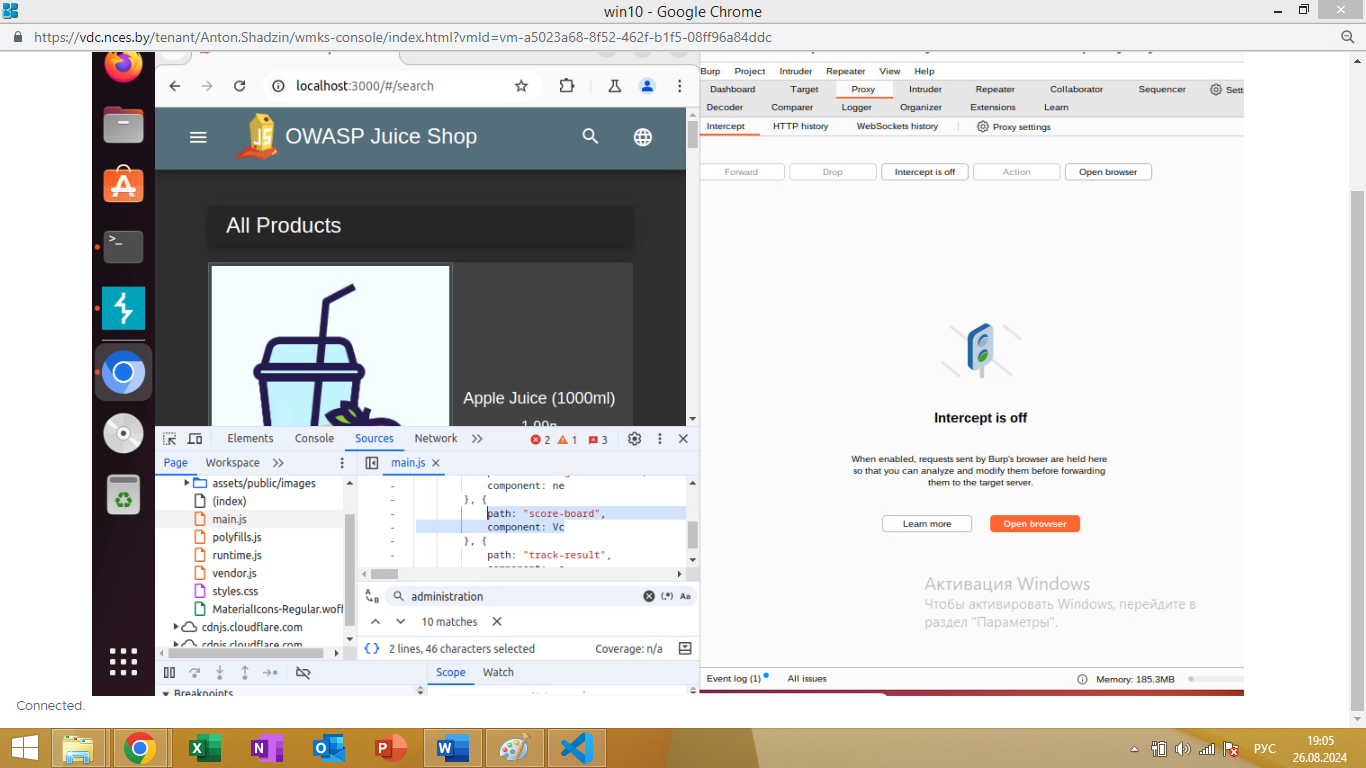 win10 - Google Chrome
https://vdc.nces.by/tenant/Anton.Shadzin/wmks-console/index.html?vmId=vm-a5023a68-8f52-462f-b1f5-08ff96a84ddc
localhost:3000/#/search
JS
OWASP Juice Shop
All Products
Apple Juice (1000ml)
Elements Console Sources Network
2 1 3
Page Workspace
assets/public/images
(index)
main.js
polyfills.js
runtime.js
vendor.js
styles.css
MaterialIcons-Regular.woff
cdnjs.cloudflare.com
cdnjs.cloudflare.com
main.js
component: ne
}, {
path: "score-board",
component: Vc
}, {
path: "track-result",
administration
(.*) Aa
10 matches
{} 2 lines, 46 characters selected Coverage: n/a
Scope Watch
Breakpoints
Burp Project Intruder Repeater View Help
Dashboard Target Proxy Intruder Repeater Collaborator Sequencer
Decoder Comparer Logger Organizer Extensions Learn
Intercept HTTP history WebSockets history Proxy settings
Forward Drop Intercept is off Action Open browser
Intercept is off
When enabled, requests sent by Burp's browser are held here
so that you can analyze and modify them before forwarding
them to the target server.
Learn more Open browser
Активация Windows
Чтобы активировать Windows, перейдите в
раздел "Параметры".
Event log (1) All issues Memory: 185.3MB
Connected.
РУС
19:05
26.08.2024